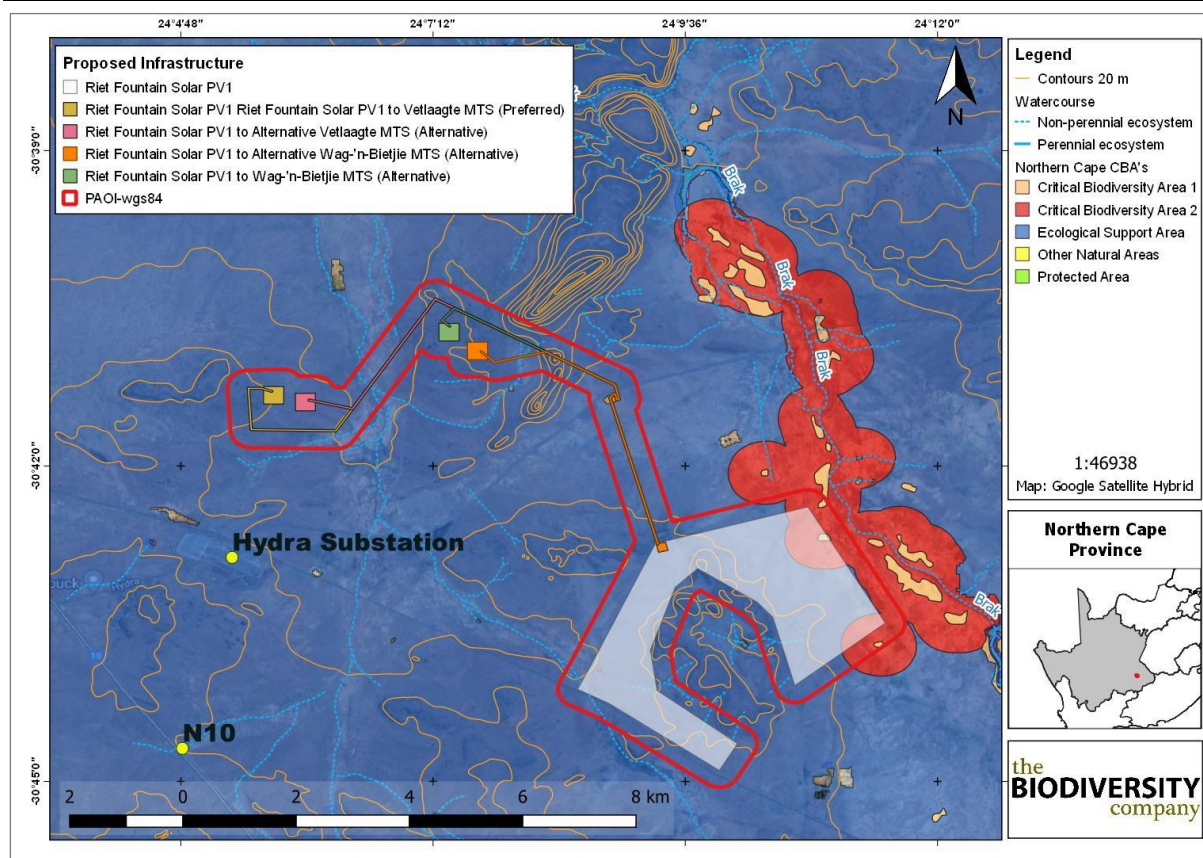 24°4'48"
24°7'12"
24°9'36"
24°12'0"
Proposed Infrastructure
Riet Fountain Solar PV1
Riet Fountain Solar PV1 Riet Fountain Solar PV1 to Vetlaagte MTS (Preferred)
Riet Fountain Solar PV1 to Alternative Vetlaagte MTS (Alternative)
Riet Fountain Solar PV1 to Alternative Wag-'n-Bietjie MTS (Alternative)
Riet Fountain Solar PV1 to Wag-'n-Bietjie MTS (Alternative)
PAOI-wgs84
N
Legend
Contours 20 m
Watercourse
Non-perennial ecosystem
Perennial ecosystem
Northern Cape CBA's
Critical Biodiversity Area 1
Critical Biodiversity Area 2
Ecological Support Area
Other Natural Areas
Protected Area
1:46938
Map: Google Satellite Hybrid
-30°39'0"
-30°42'0"
-30°45'0"
Brak
Brak
Brak
Brak
Hydra Substation
Hydra
N10
2 0 2 4 6 8 km
Northern Cape
Province
the
BIODIVERSITY
company